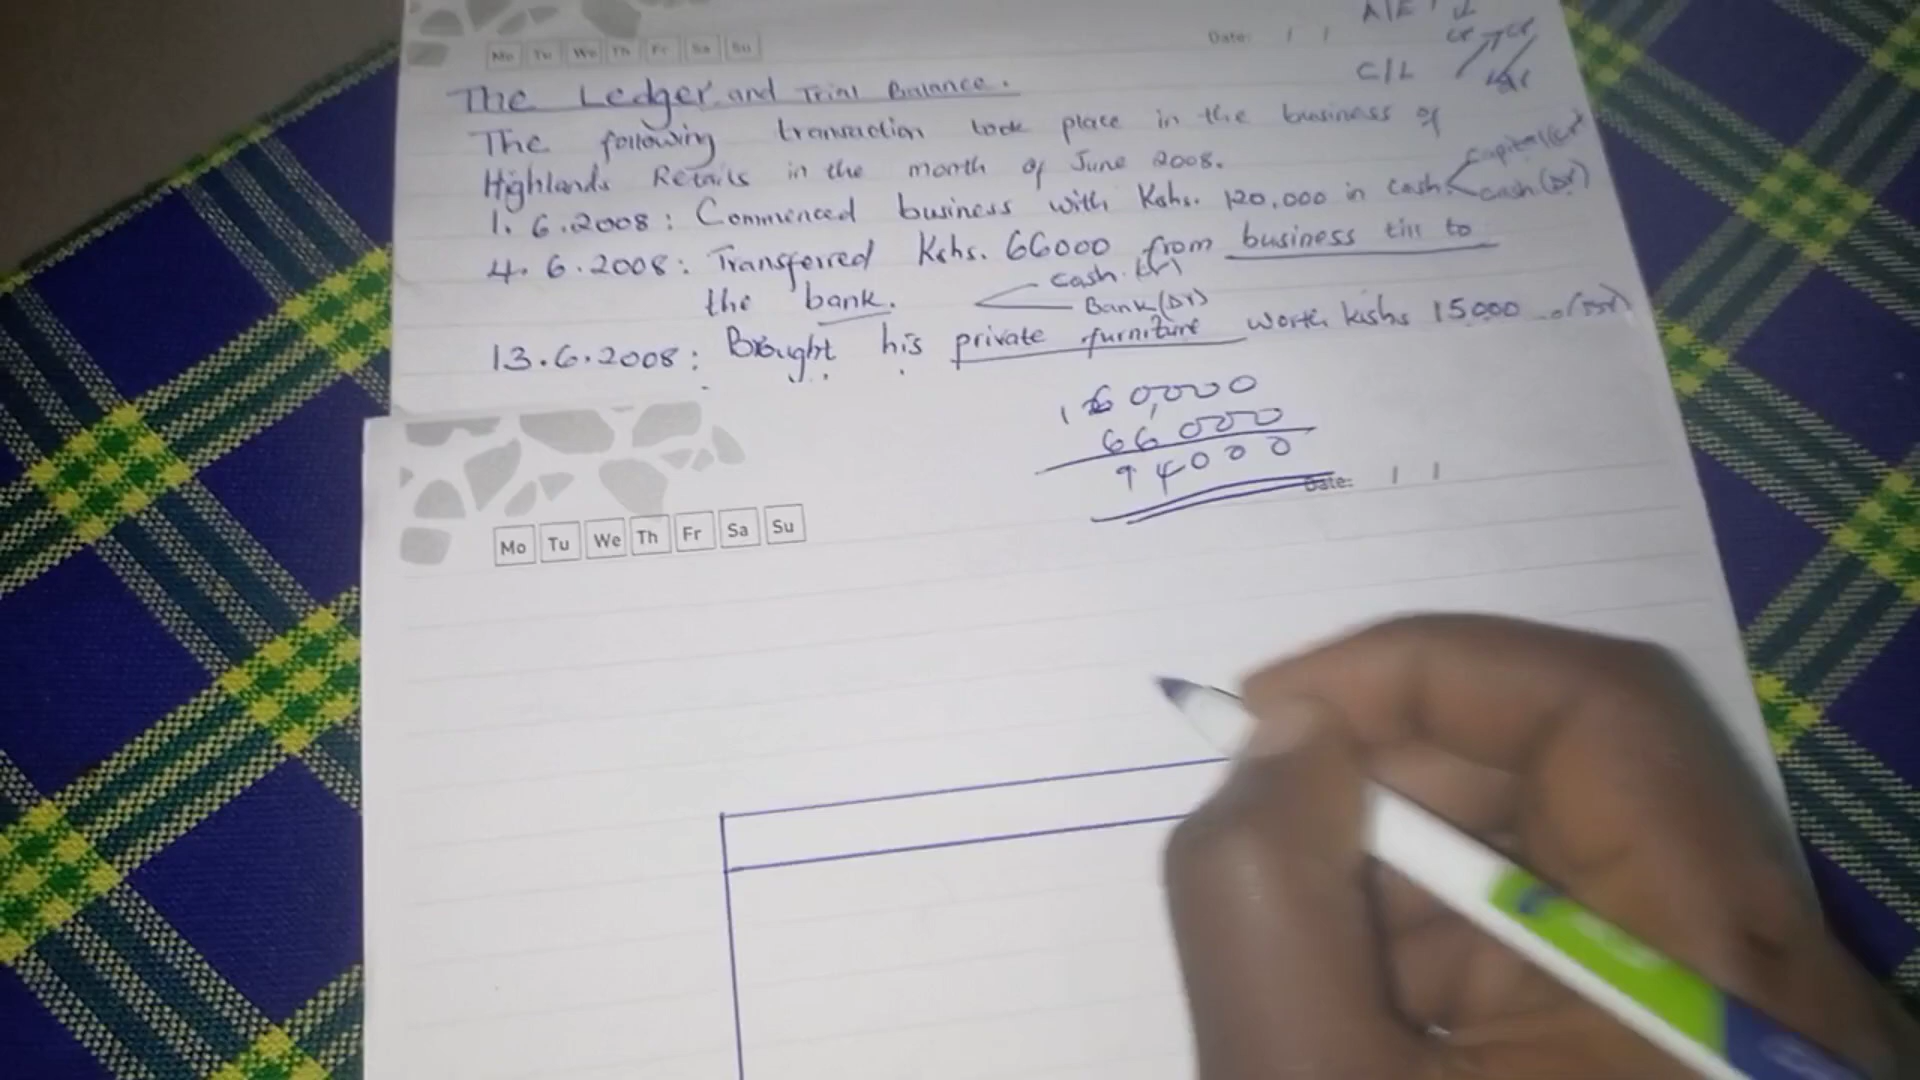 Mo Tu We Th Fr Sa Su
Date: / /
C/L
The Ledger and Trial Balance.
The following transaction took place in the business of
Highlands Retails in the month of June 2008.
1. 6.2008: Commenced business with Kshs. 120,000 in cash. Capital(cr) cash(Dr)
4. 6.2008: Transferred Kshs. 66000 from business till to
the bank. cash. (cr)
Bank(Dr)
13.6.2008: Brought his private furniture worth kshs 15000
160,000
66000
94000
Date: / /
Mo Tu We Th Fr Sa Su